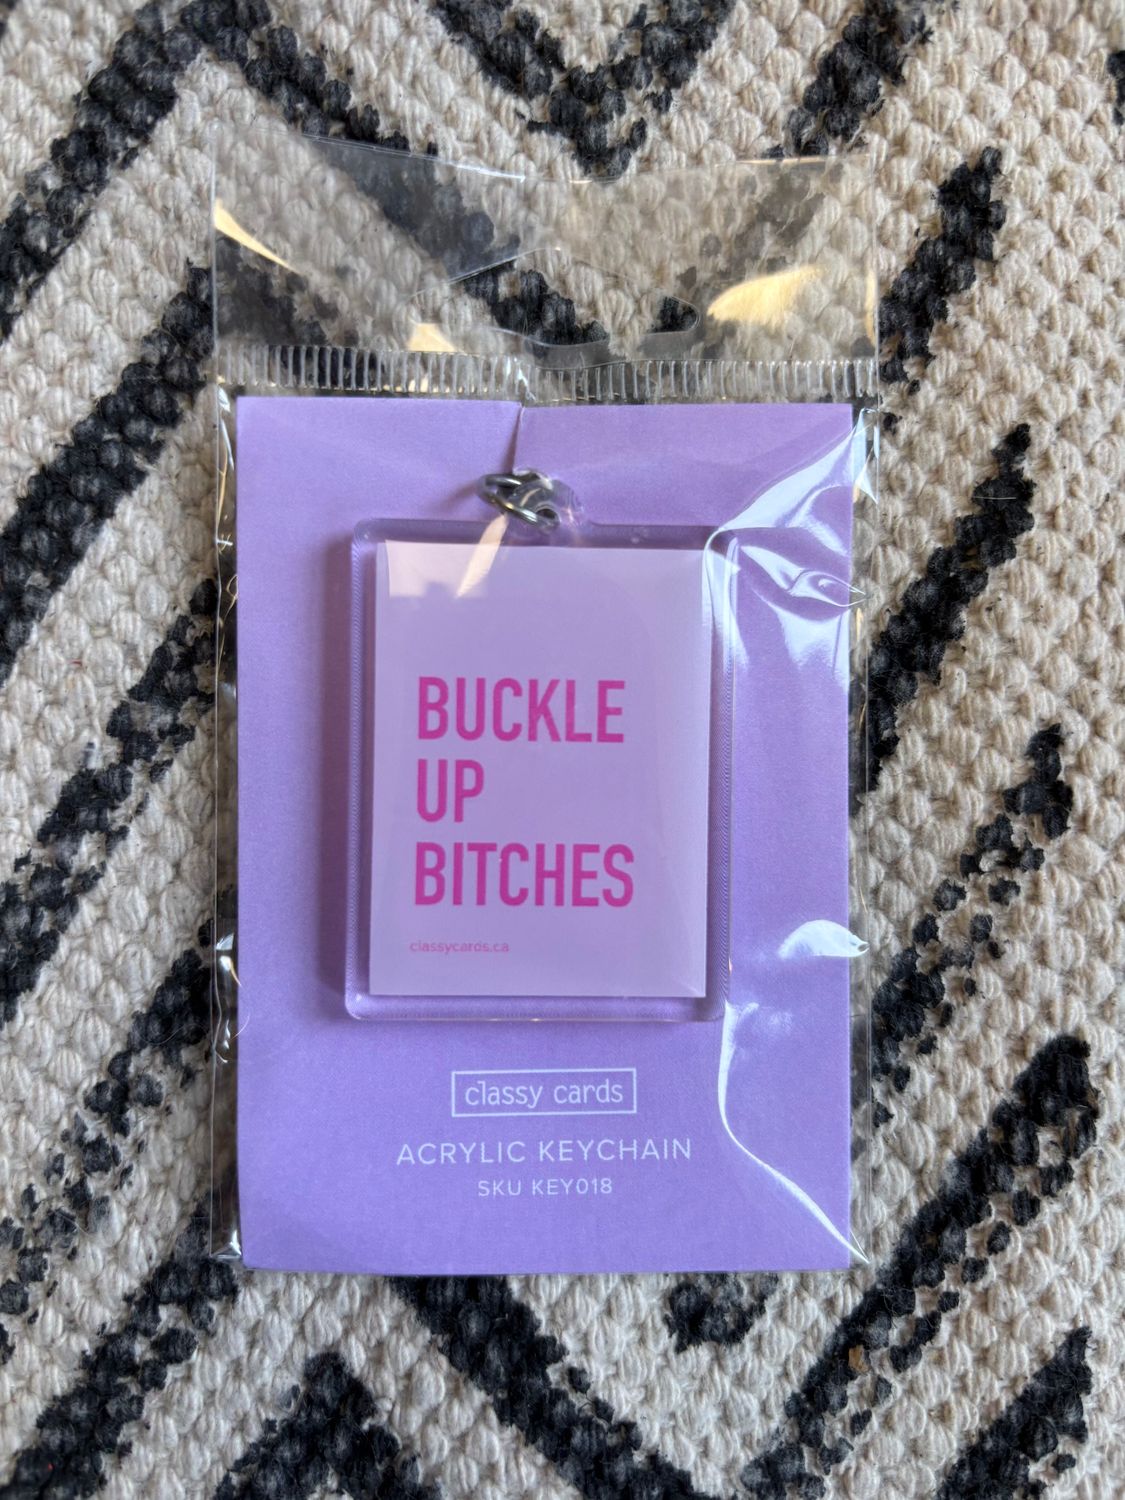 BUCKLE
UP
BITCHES
classycards.ca
classy cards
ACRYLIC KEYCHAIN
SKU KEY018